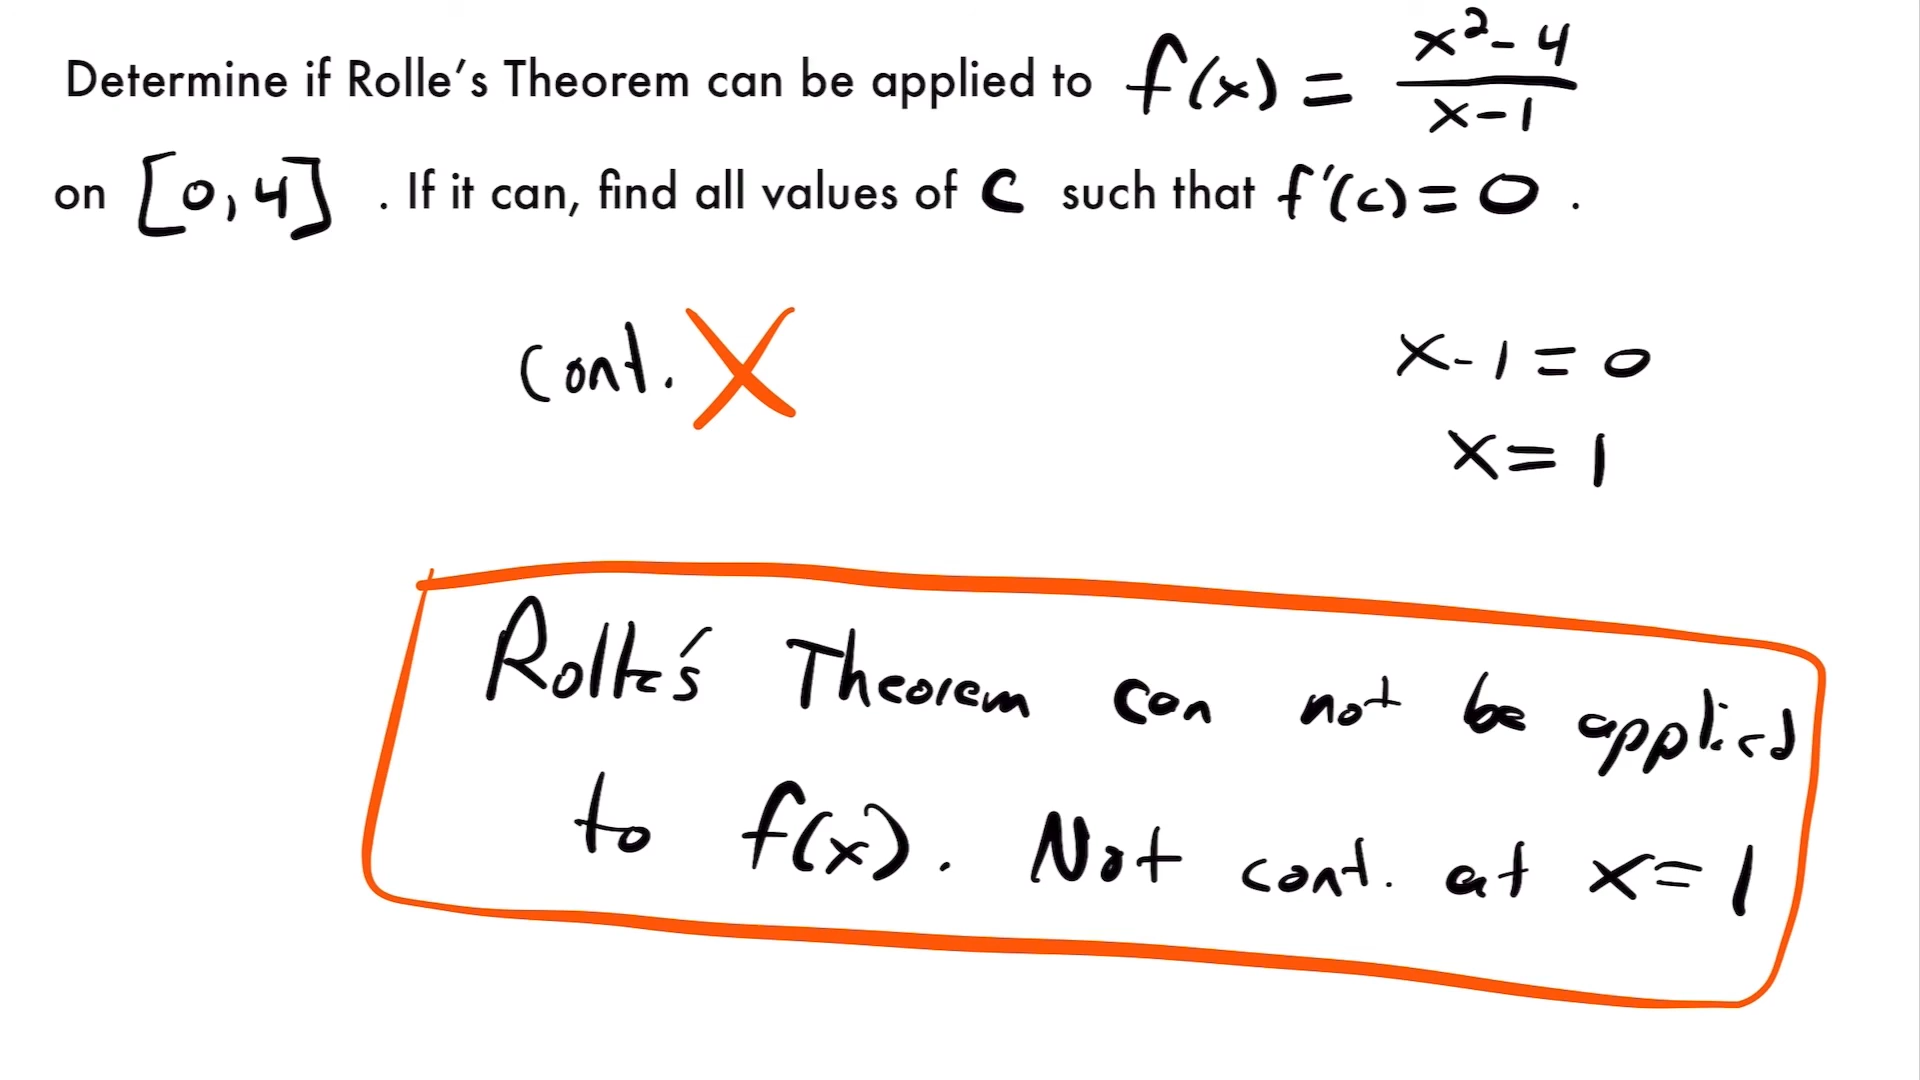 Determine if Rolle's Theorem can be applied to f(x) = (x² - 4)/(x - 1)
on [0,4] . If it can, find all values of C such that f'(c) = 0 .
cont. X
x - 1 = 0
x = 1
Rolle's Theorem can not be applied
to f(x). Not cont. at x = 1